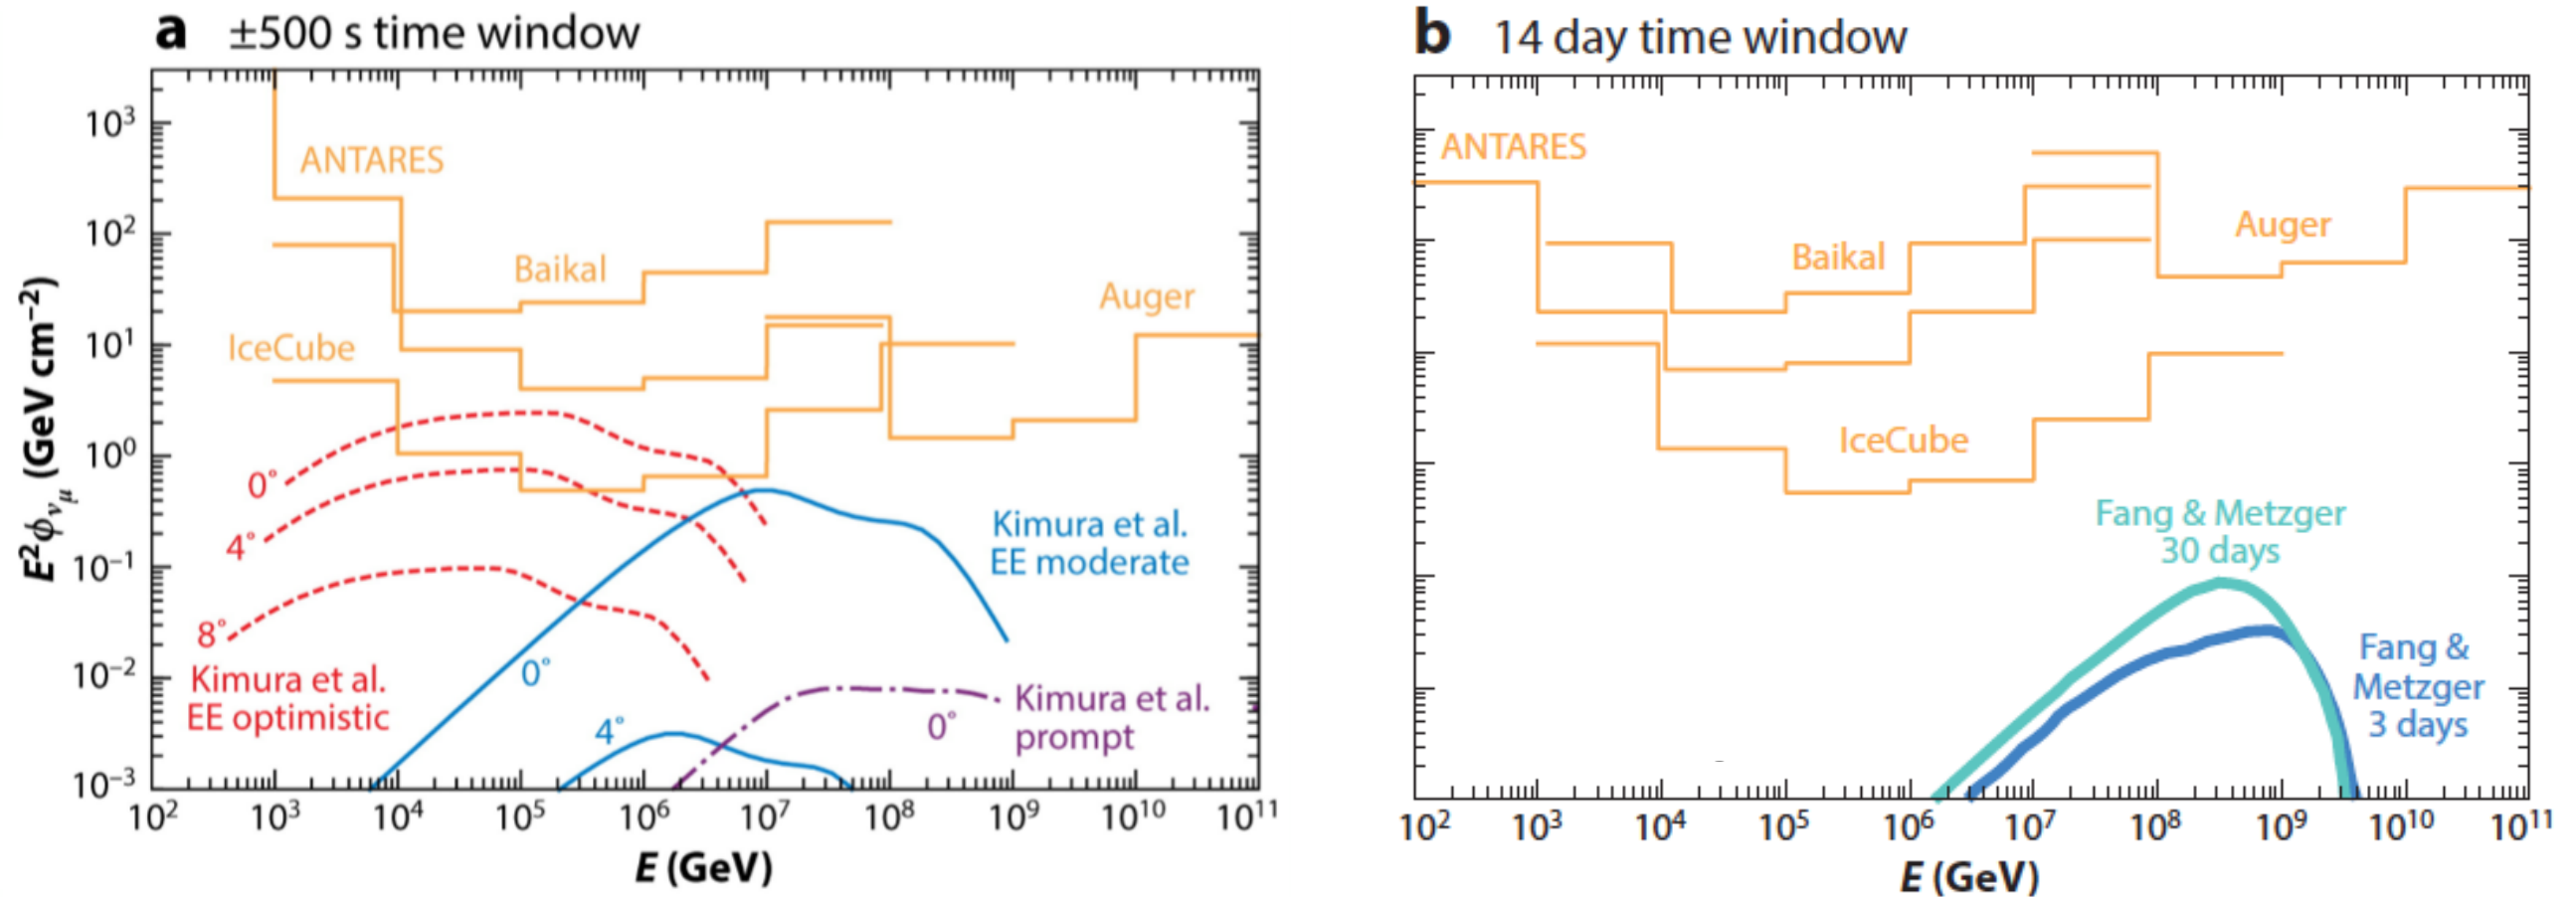 a ±500 s time window
10³
10²
10¹
10⁰
10⁻¹
10⁻²
10⁻³
E²ϕ_ν_μ (GeV cm⁻²)
ANTARES
Baikal
Auger
IceCube
0°
4°
8°
Kimura et al.
EE optimistic
Kimura et al.
EE moderate
0°
4°
0°
Kimura et al.
prompt
10² 10³ 10⁴ 10⁵ 10⁶ 10⁷ 10⁸ 10⁹ 10¹⁰ 10¹¹
E (GeV)
b 14 day time window
ANTARES
Baikal
Auger
IceCube
Fang & Metzger
30 days
Fang &
Metzger
3 days
10² 10³ 10⁴ 10⁵ 10⁶ 10⁷ 10⁸ 10⁹ 10¹⁰ 10¹¹
E (GeV)